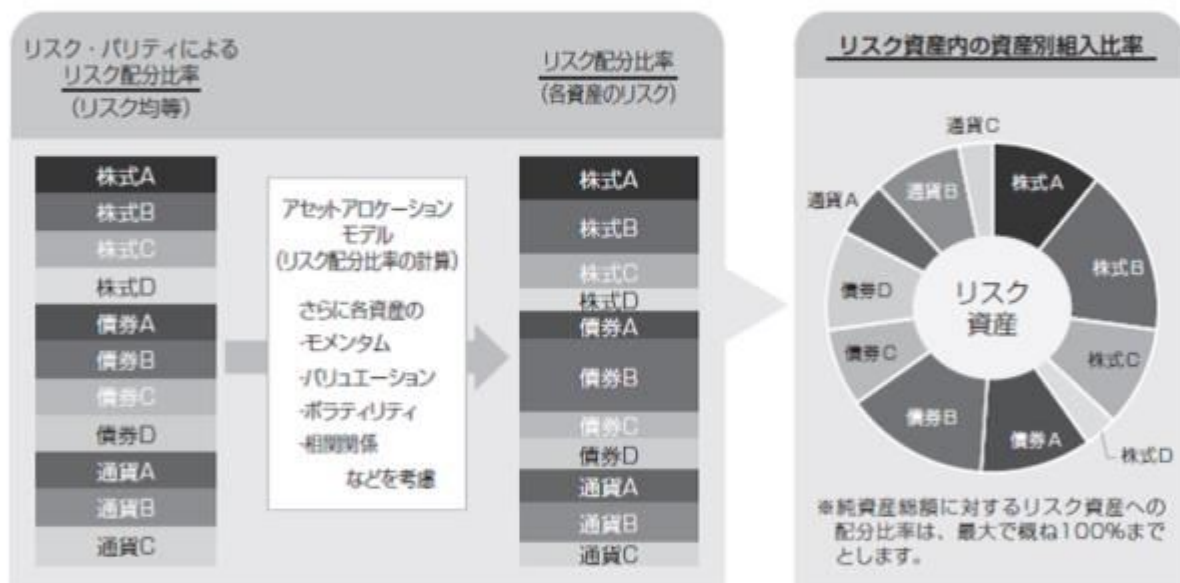 リスク・パリティによる
リスク配分比率
(リスク均等)
株式A
株式B
株式C
株式D
債券A
債券B
債券C
債券D
通貨A
通貨B
通貨C
アセットアロケーション
モデル
(リスク配分比率の計算)
さらに各資産の
・モメンタム
・バリュエーション
・ボラティリティ
・相関関係
などを考慮
リスク配分比率
(各資産のリスク)
株式A
株式B
株式C
株式D
債券A
債券B
債券C
債券D
通貨A
通貨B
通貨C
リスク資産内の資産別組入比率
通貨C
株式A
株式B
株式C
株式D
債券A
債券B
債券C
債券D
通貨A
通貨B
リスク
資産
※純資産総額に対するリスク資産への
配分比率は、最大で概ね100%まで
とします。